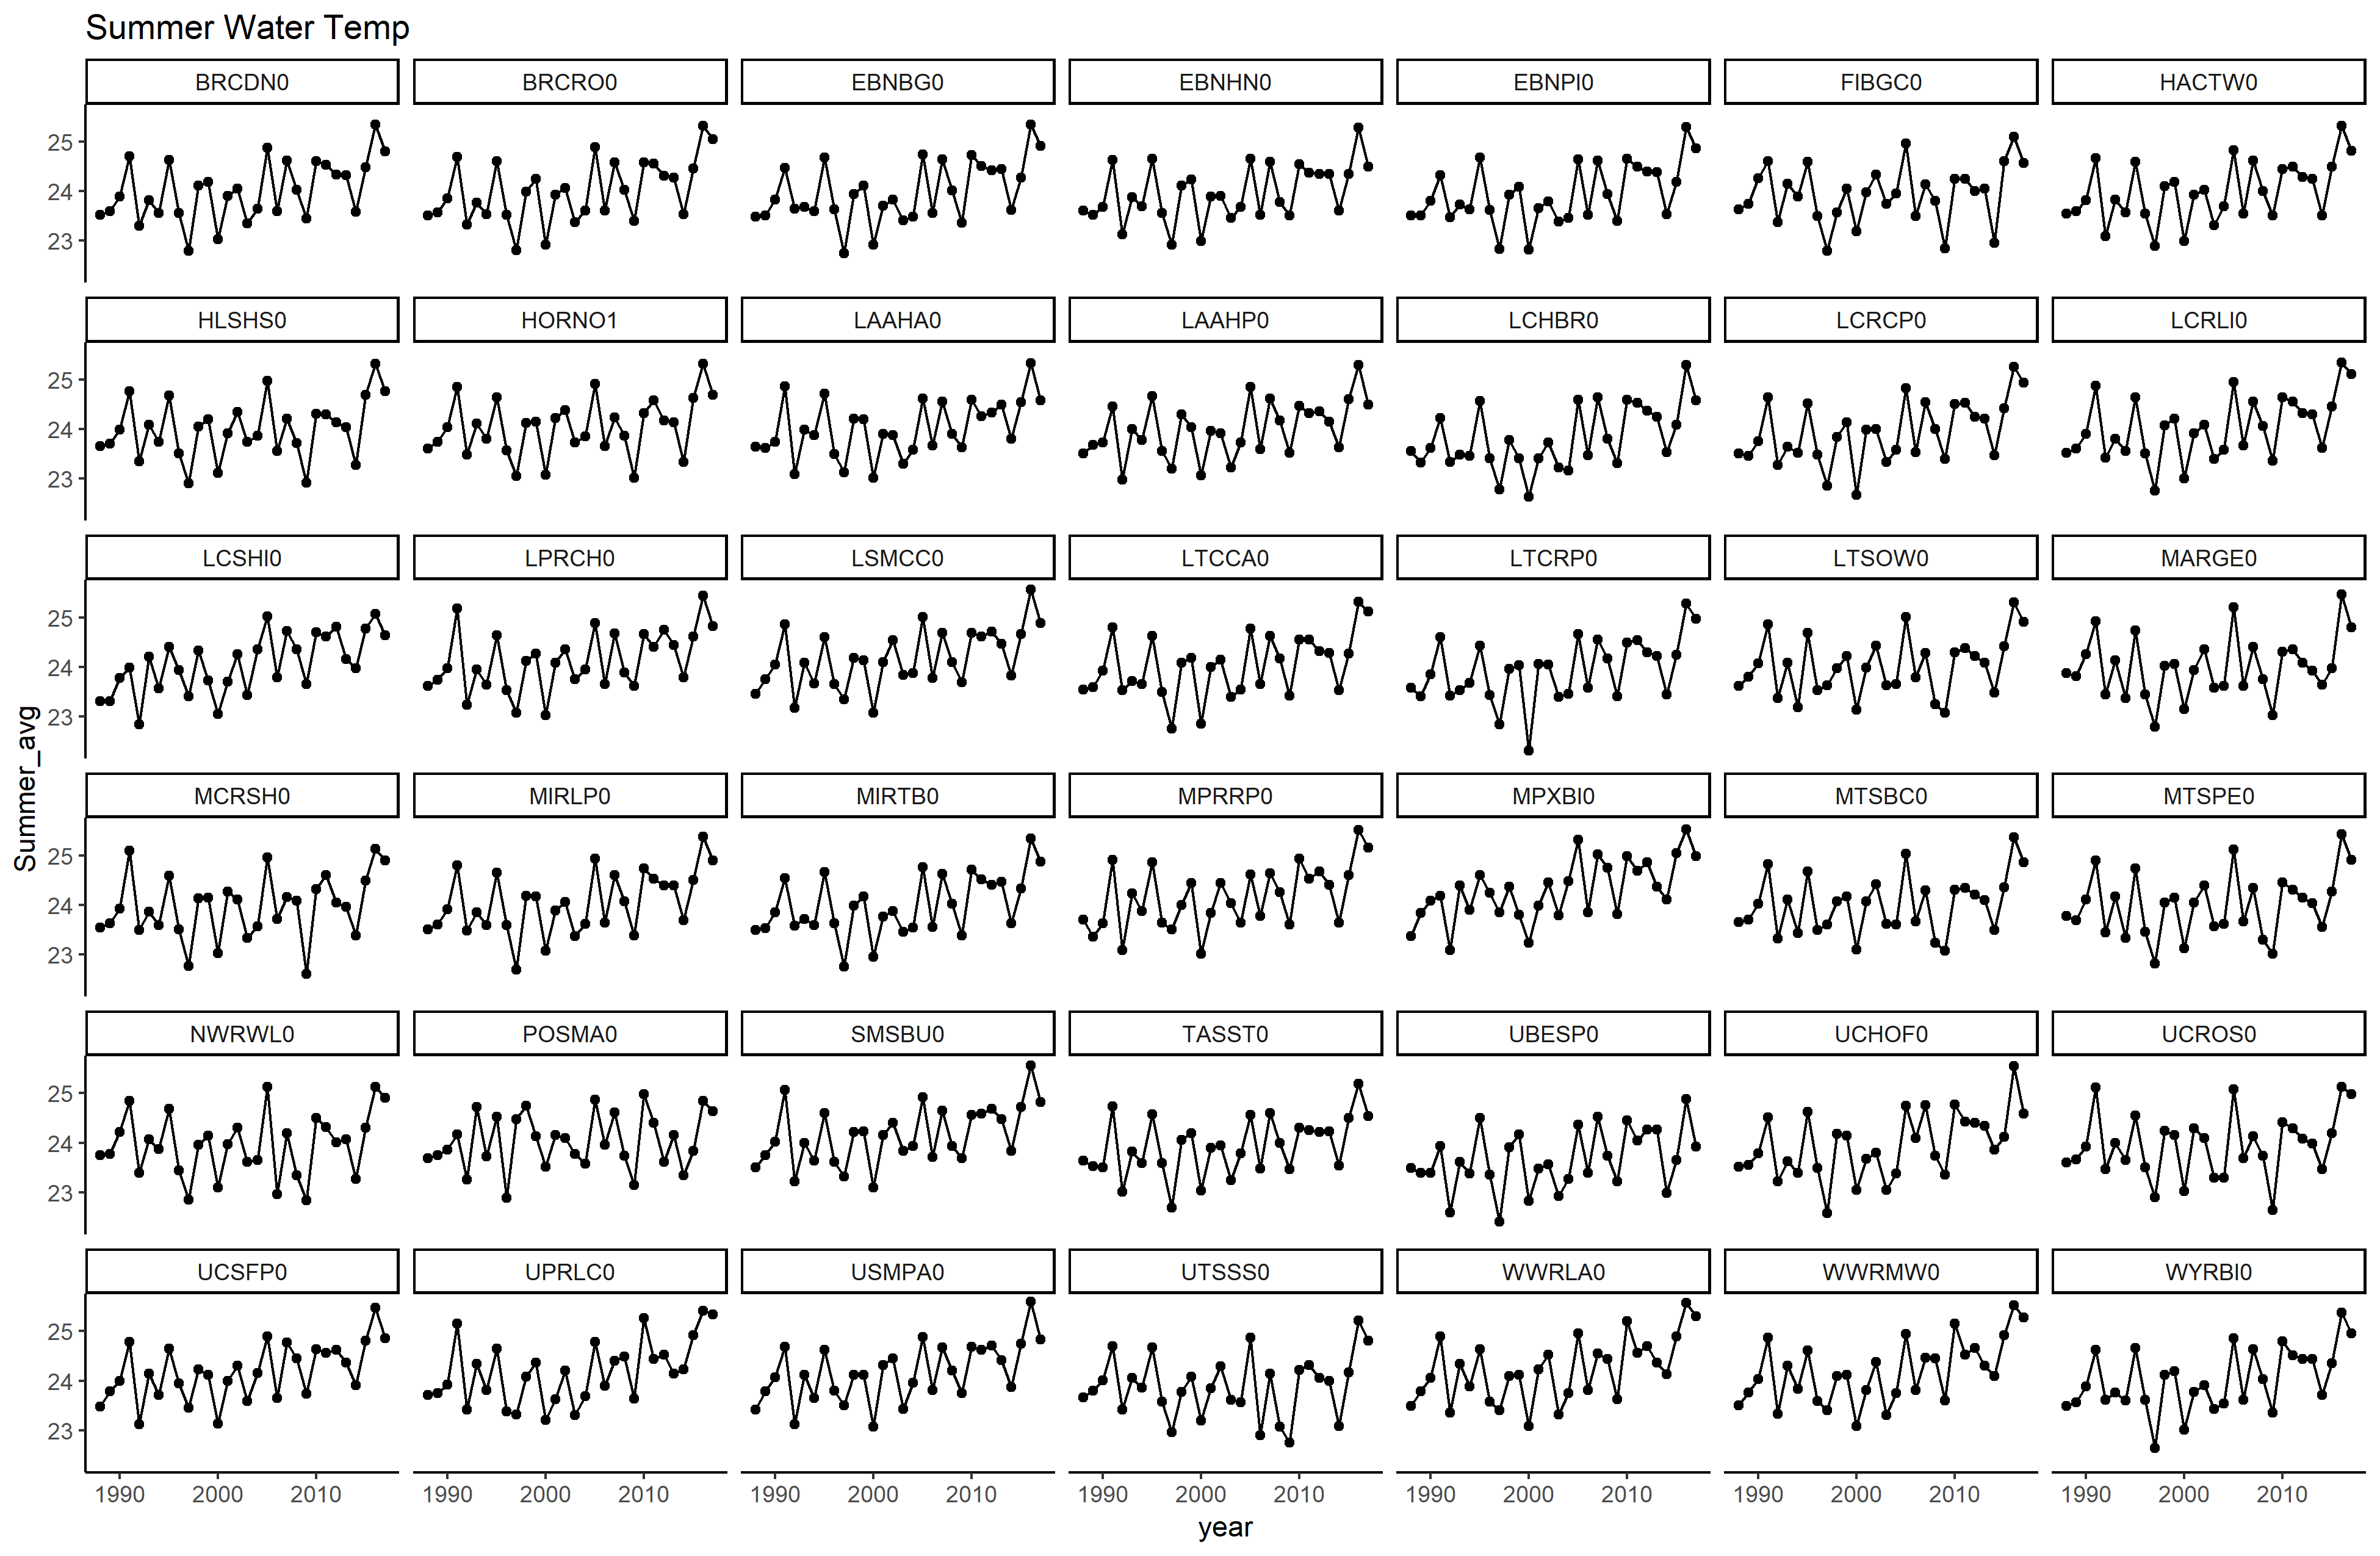 Summer Water Temp
BRCDN0 BRCRO0 EBNBG0 EBNHN0 EBNPI0 FIBGC0 HACTW0
25
24
23
HLSHS0 HORNO1 LAAHA0 LAAHP0 LCHBR0 LCRCP0 LCRLI0
25
24
23
LCSHI0 LPRCH0 LSMCC0 LTCCA0 LTCRP0 LTSOW0 MARGE0
25
24
23
Summer_avg
MCRSH0 MIRLP0 MIRTB0 MPRRP0 MPXBI0 MTSBC0 MTSPE0
25
24
23
NWRWL0 POSMA0 SMSBU0 TASST0 UBESP0 UCHOF0 UCROS0
25
24
23
UCSFP0 UPRLC0 USMPA0 UTSSS0 WWRLA0 WWRMW0 WYRBI0
25
24
23
1990 2000 2010 1990 2000 2010 1990 2000 2010 1990 2000 2010 1990 2000 2010 1990 2000 2010 1990 2000 2010
year